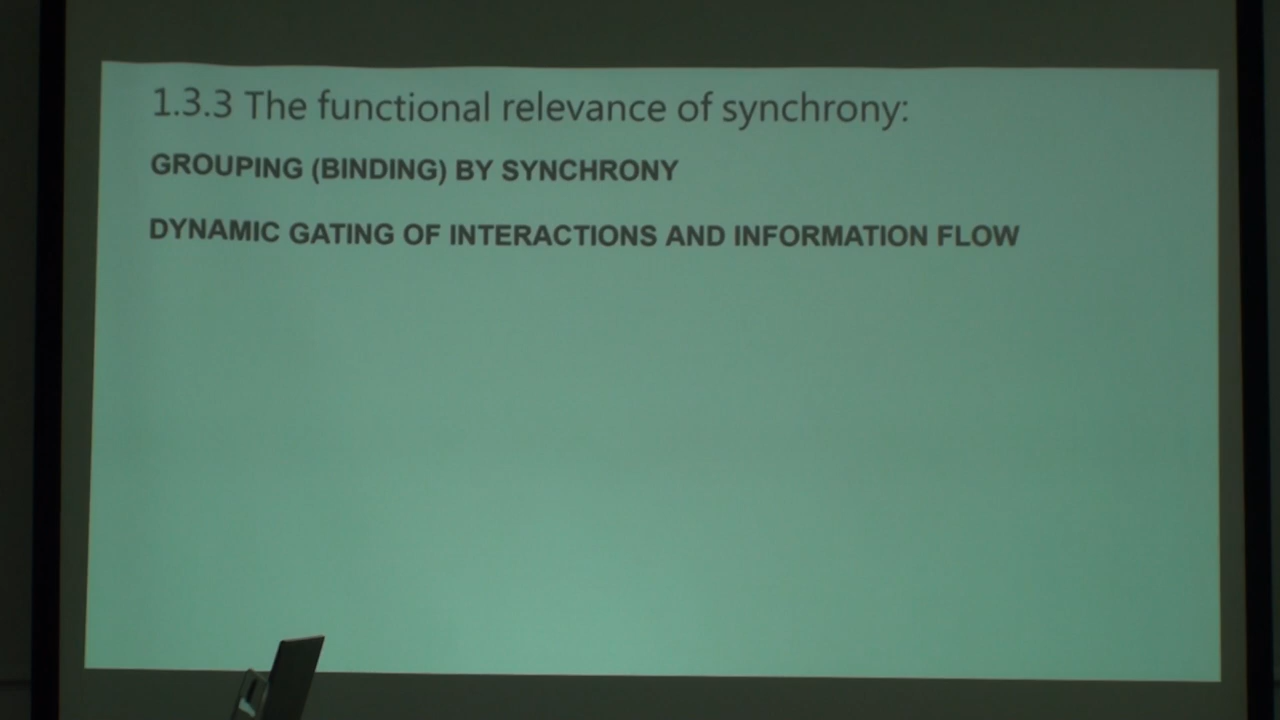 1.3.3 The functional relevance of synchrony:
GROUPING (BINDING) BY SYNCHRONY
DYNAMIC GATING OF INTERACTIONS AND INFORMATION FLOW